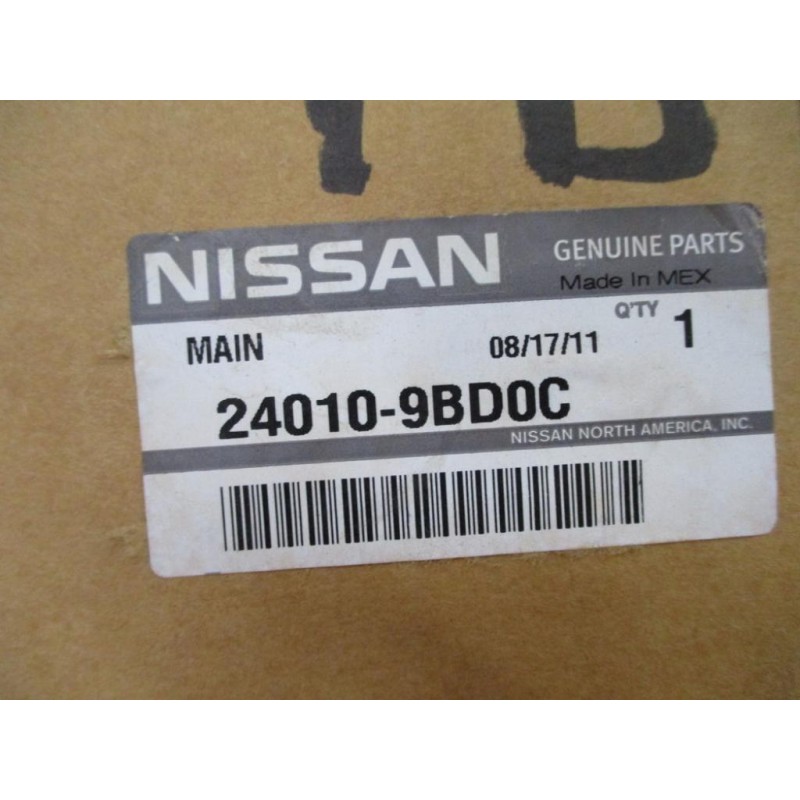 NISSAN GENUINE PARTS
Made In MEX
Q'TY
MAIN 08/17/11 1
24010-9BD0C
NISSAN NORTH AMERICA, INC.